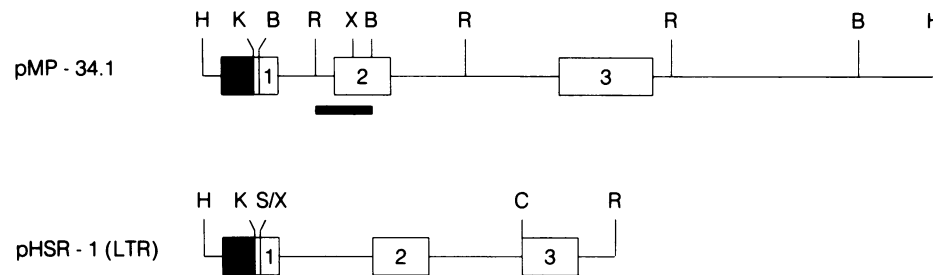 H K B R X B R R B H
pMP - 34.1
1 2 3
H K S/X C R
pHSR - 1 (LTR)
1 2 3